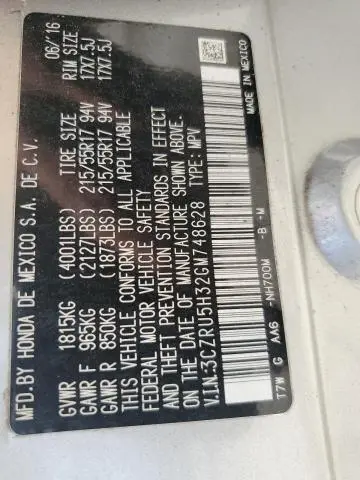 MFD.BY HONDA DE MEXICO S.A. DE C.V. 06/16
GVWR 1815KG (4001LBS) TIRE SIZE RIM SIZE
GAWR F 965KG (2127LBS) 215/55R17 94V 17X7.5J
GAWR R 850KG (1873LBS) 215/55R17 94V 17X7.5J
THIS VEHICLE CONFORMS TO ALL APPLICABLE
FEDERAL MOTOR VEHICLE SAFETY
AND THEFT PREVENTION STANDARDS IN EFFECT
ON THE DATE OF MANUFACTURE SHOWN ABOVE.
V.I.N:3CZRU5H32GM748628 TYPE: MPV
T7W G AA6 -NH700M -B -M
MADE IN MEXICO